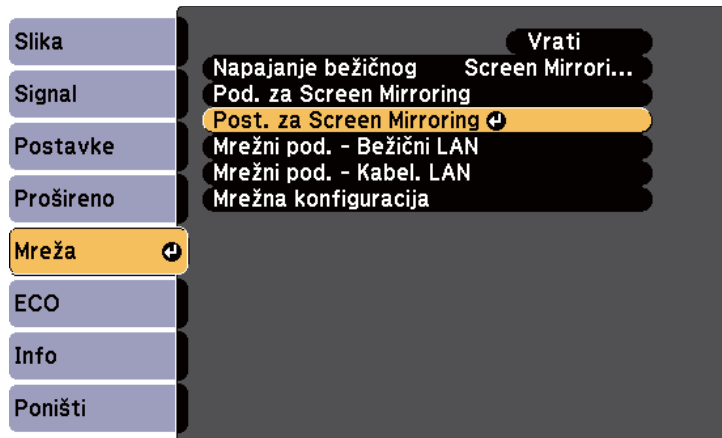 Slika
Signal
Postavke
Prošireno
Mreža
ECO
Info
Poništi
Vrati
Napajanje bežičnog Screen Mirrori...
Pod. za Screen Mirroring
Post. za Screen Mirroring
Mrežni pod. - Bežični LAN
Mrežni pod. - Kabel. LAN
Mrežna konfiguracija